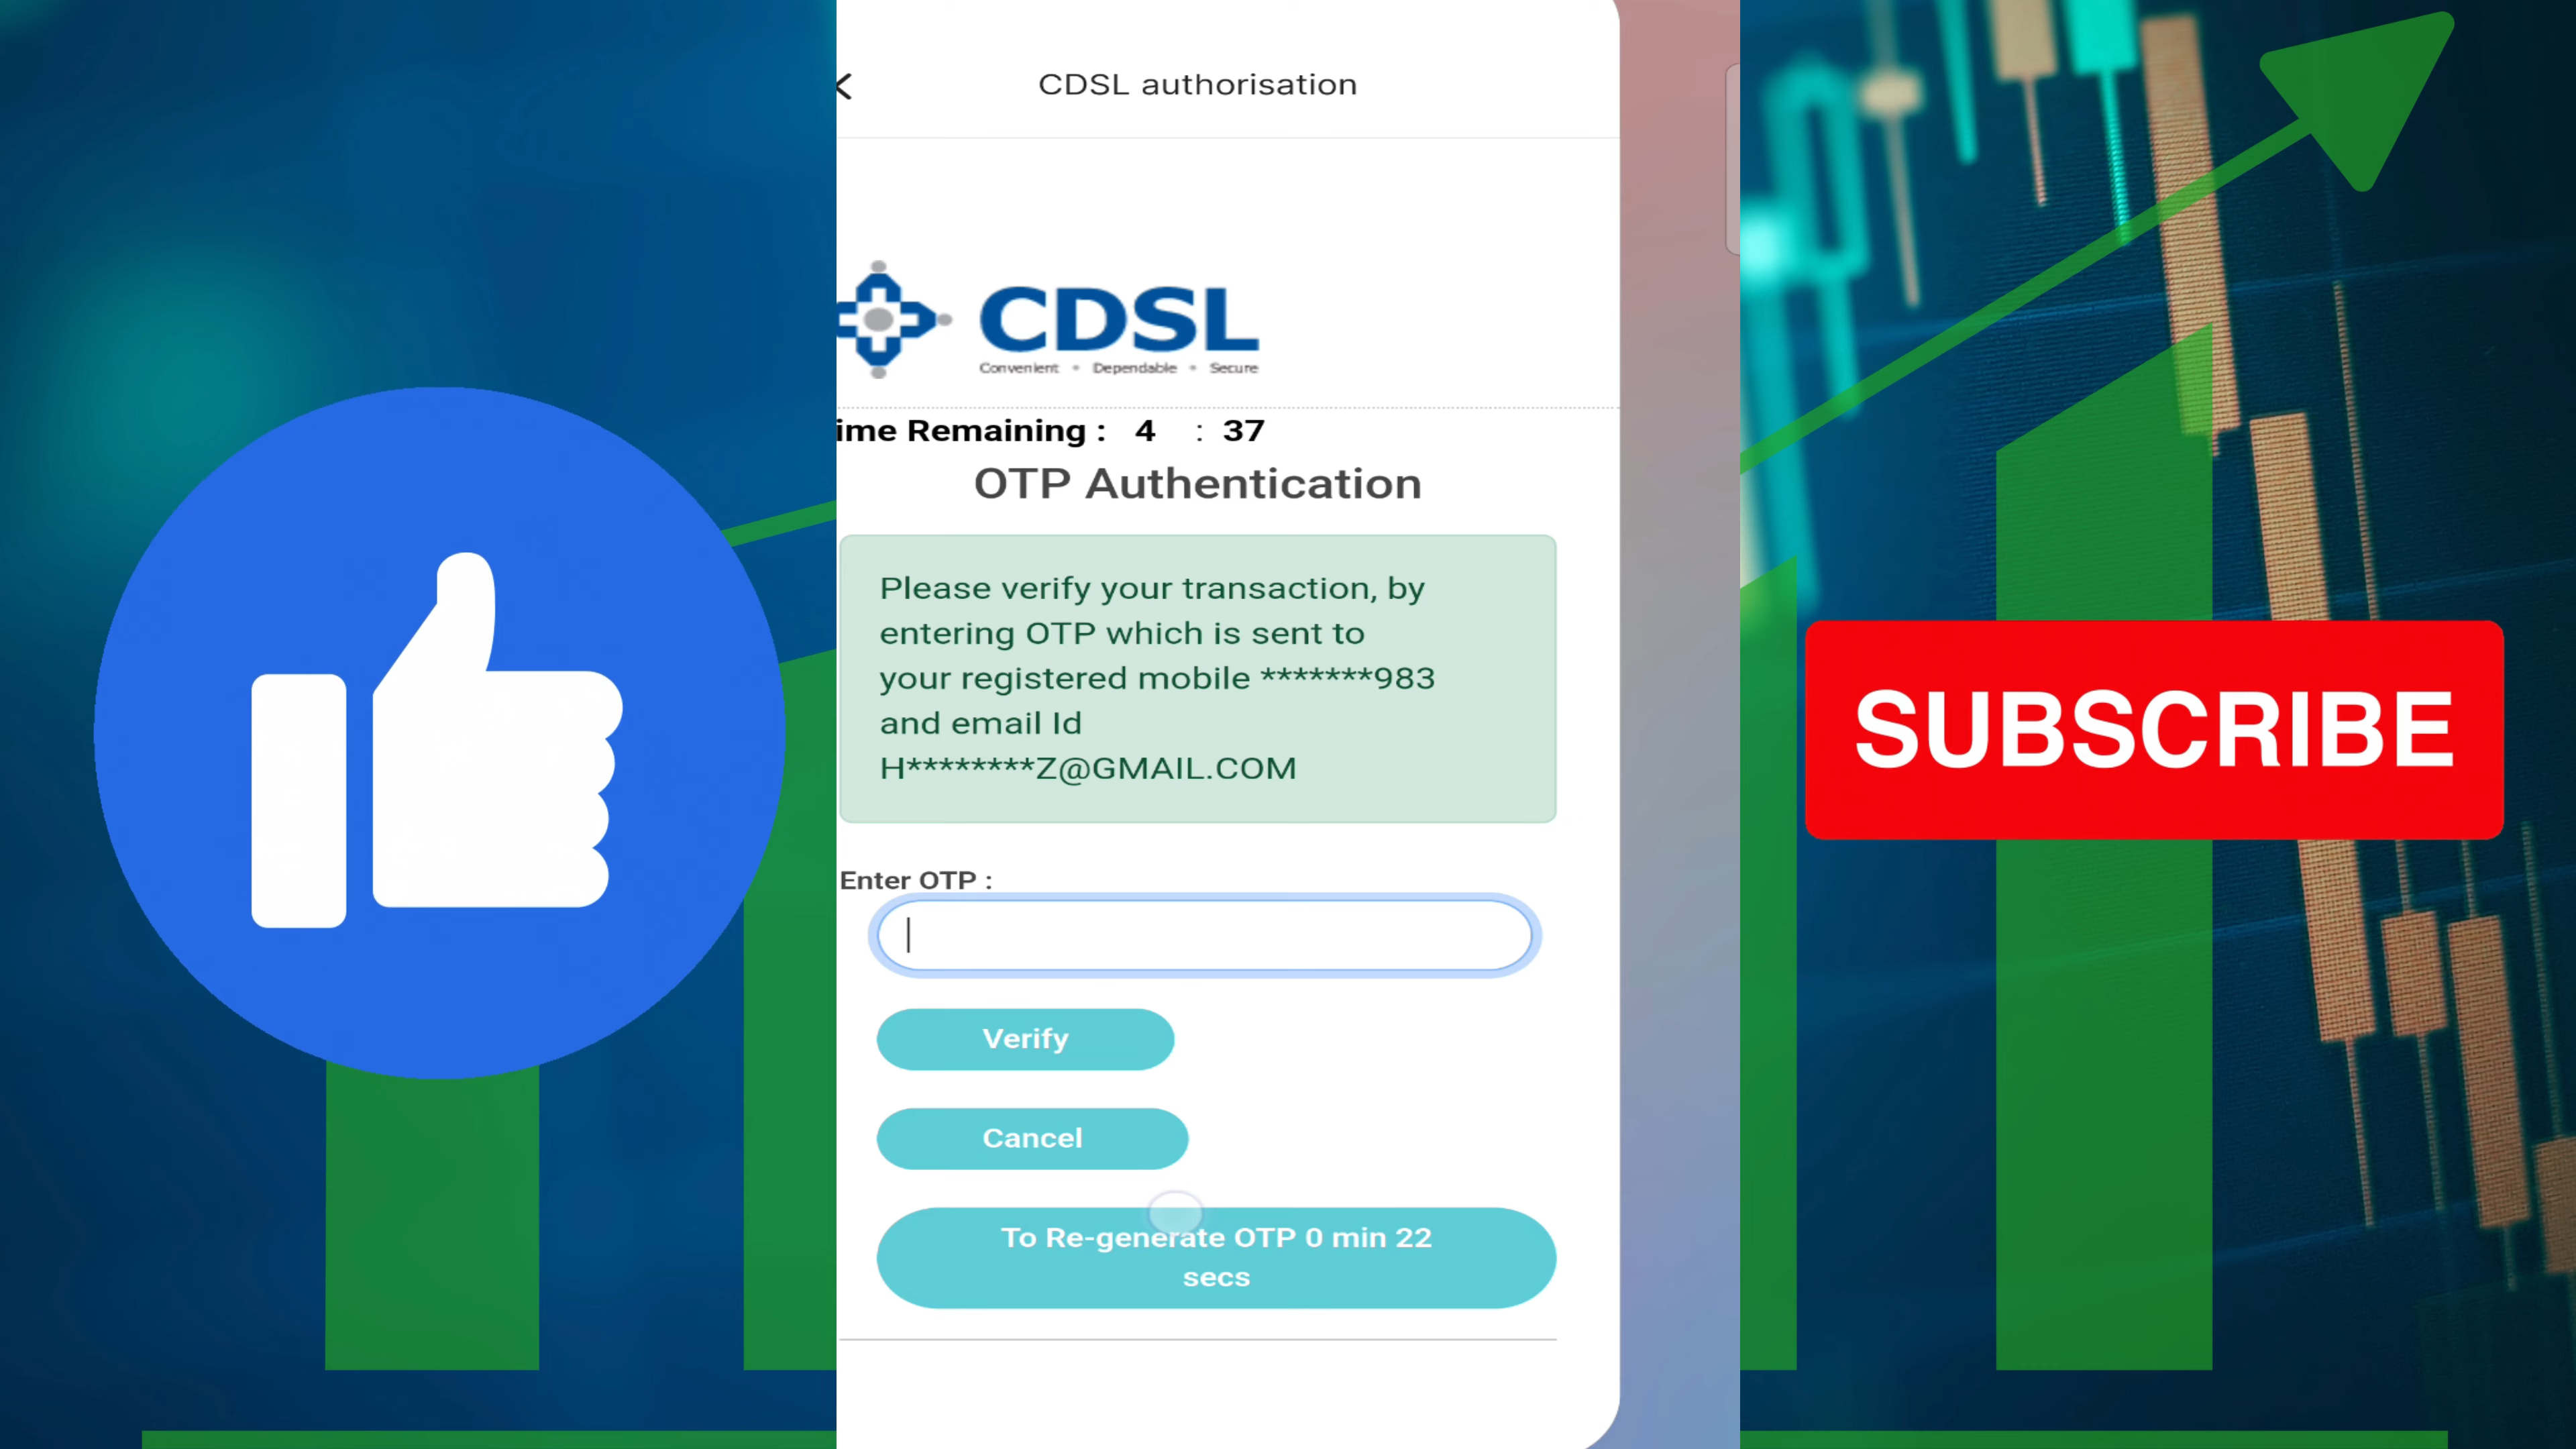 CDSL authorisation
CDSL
Convenient • Dependable • Secure
ime Remaining : 4 : 37
OTP Authentication
Please verify your transaction, by
entering OTP which is sent to
your registered mobile *******983
and email Id
H********Z@GMAIL.COM
Enter OTP :
Verify
Cancel
To Re-generate OTP 0 min 22
secs
SUBSCRIBE